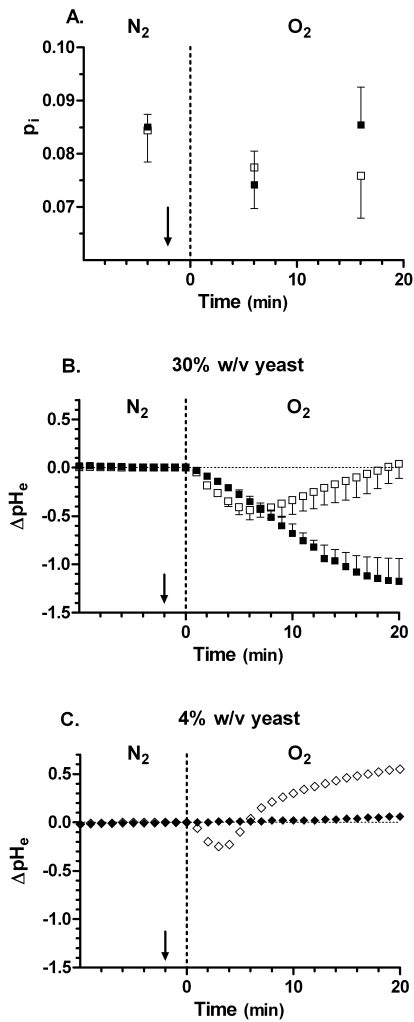 A.
N2 O2
0.10
0.09
0.08
0.07
pi
0 10 20
Time (min)
B. 30% w/v yeast
N2 O2
0.5
0.0
-0.5
-1.0
-1.5
ΔpHe
0 10 20
Time (min)
C. 4% w/v yeast
N2 O2
0.5
0.0
-0.5
-1.0
-1.5
ΔpHe
0 10 20
Time (min)